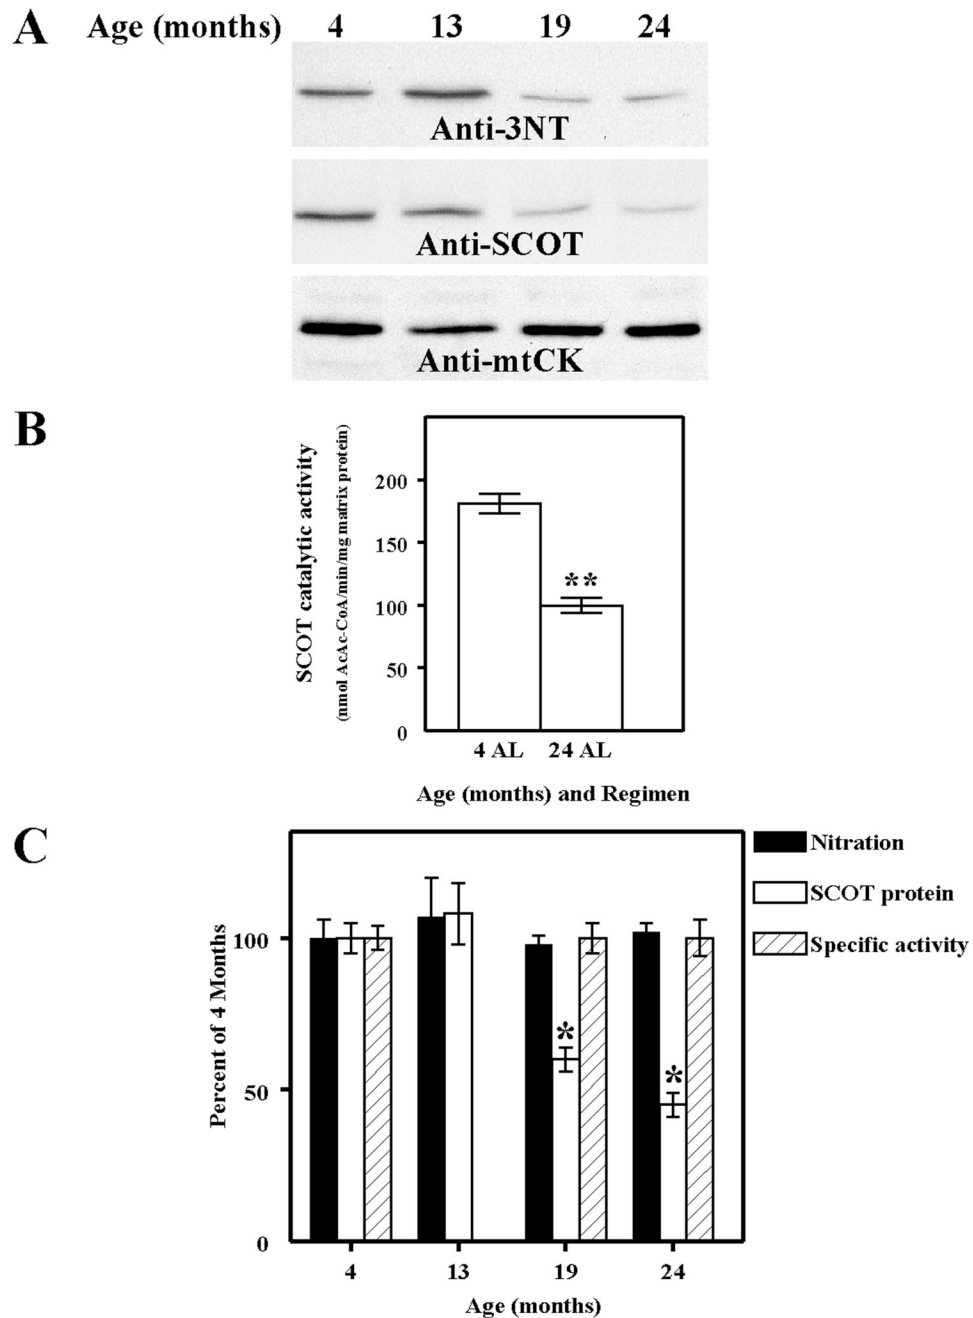 A
Age (months) 4 13 19 24
Anti-3NT
Anti-SCOT
Anti-mtCK
B
SCOT catalytic activity
(nmol AcAc-CoA/min/mg matrix protein)
200
150
100
50
0
**
4 AL 24 AL
Age (months) and Regimen
C
Percent of 4 Months
100
50
0
*
*
4 13 19 24
Age (months)
Nitration
SCOT protein
Specific activity